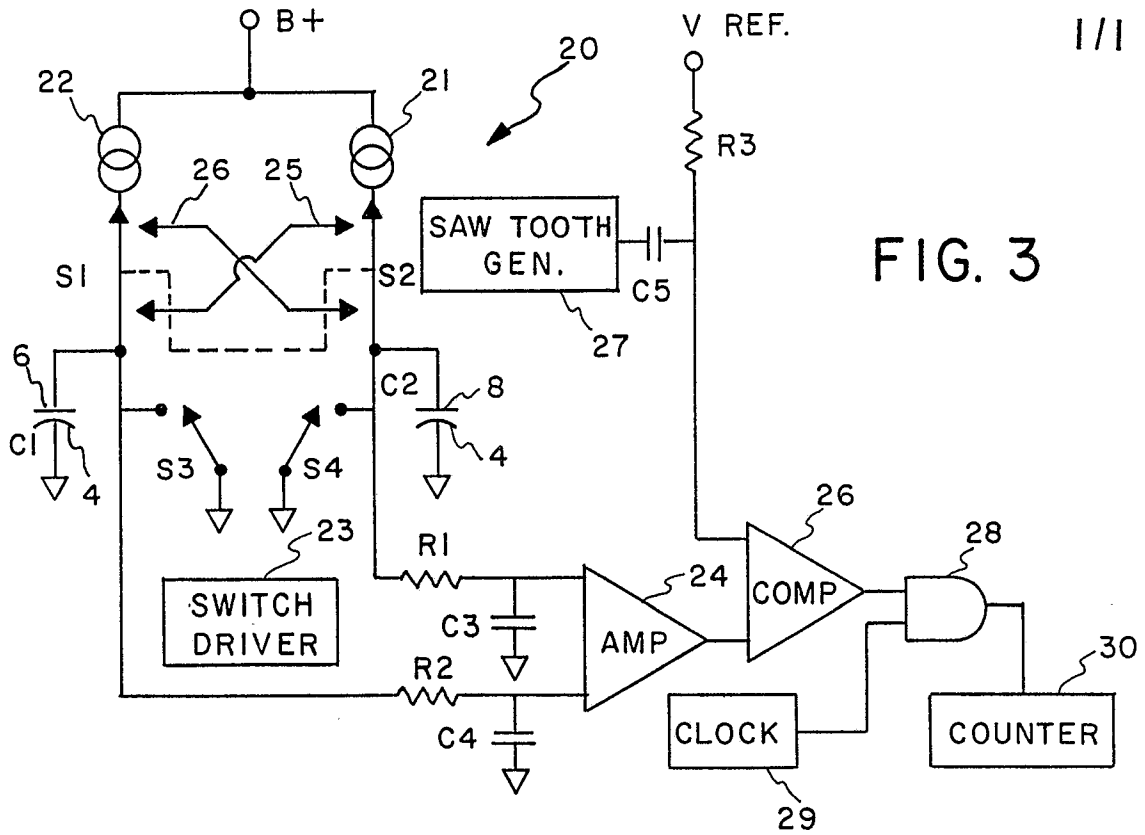 B+
V REF.
1/1
20
22
21
R3
26
25
SAW TOOTH
GEN.
C5
FIG. 3
S1
S2
27
6
C2
8
C1
4
S3
S4
4
23
26
28
R1
24
COMP
SWITCH
DRIVER
C3
AMP
30
R2
C4
CLOCK
COUNTER
29